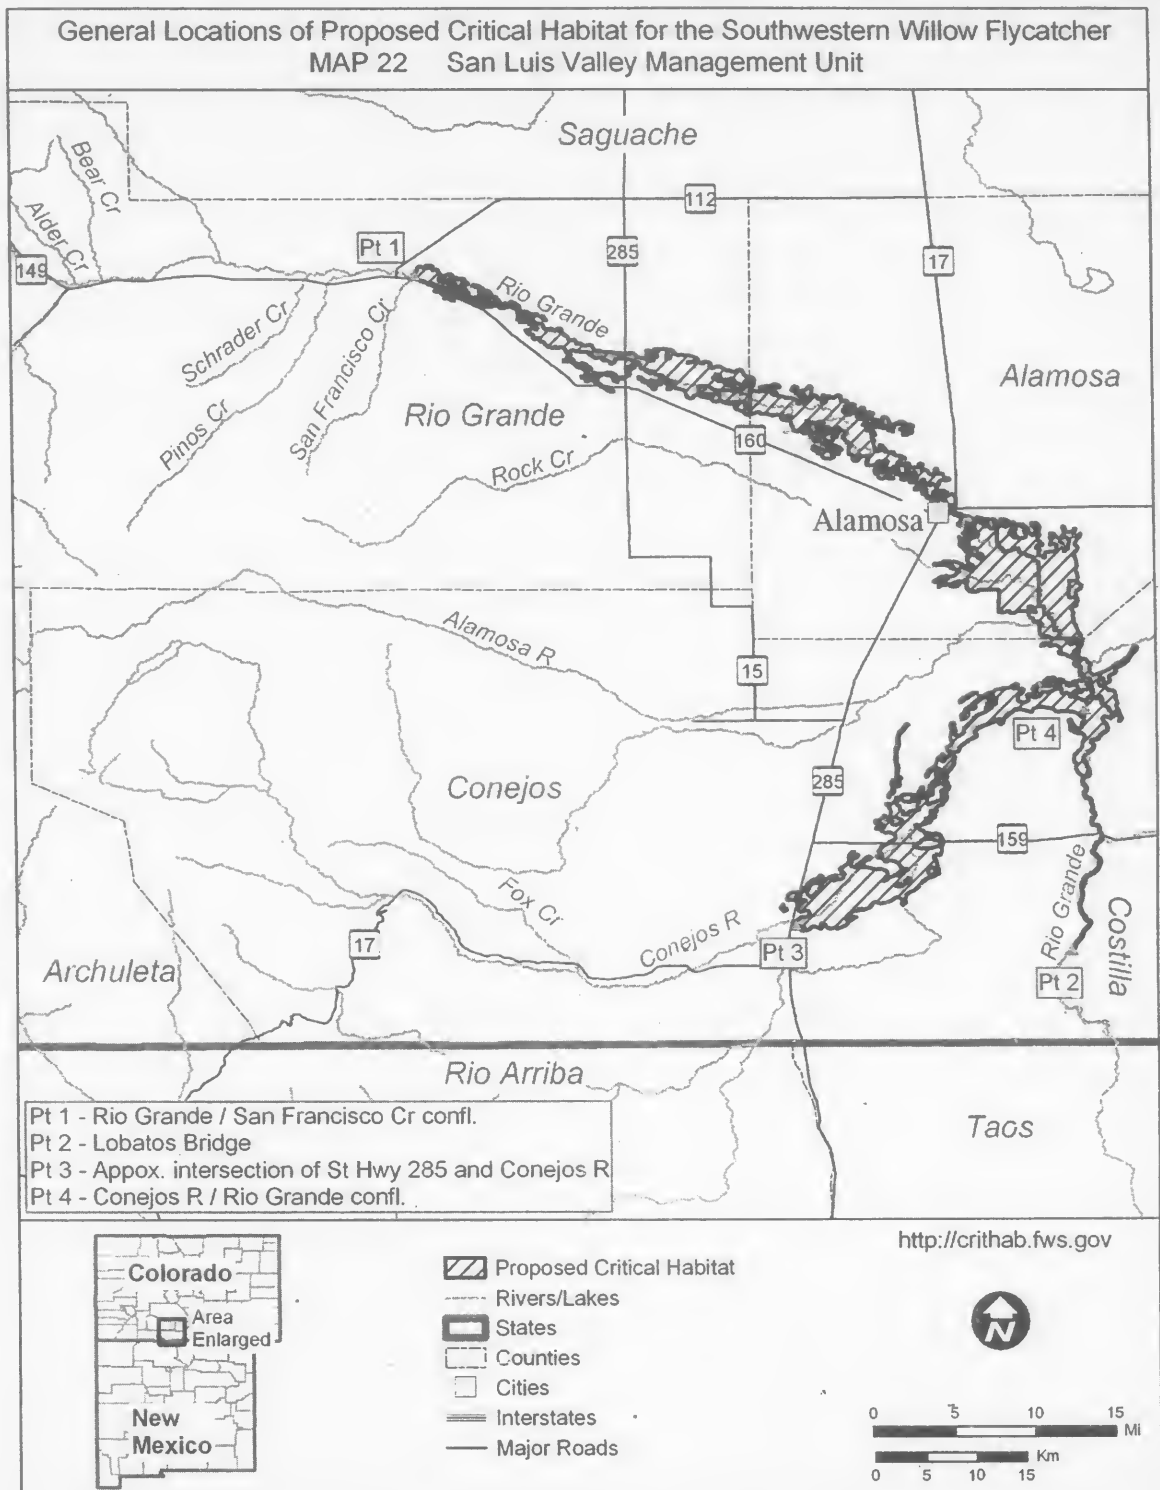 General Locations of Proposed Critical Habitat for the Southwestern Willow Flycatcher
MAP 22 San Luis Valley Management Unit
Saguache
Bear Cr
Alder Cr
112
Pt 1
285
17
149
Rio Grande
Schrader Cr
San Francisco Cr
Pinos Cr
Alamosa
Rio Grande
160
Rock Cr
Alamosa
Alamosa R
15
Pt 4
Conejos
285
159
Fox Cr
Rio Grande
Costilla
17
Conejos R
Pt 3
Archuleta
Pt 2
Rio Arriba
Taos
Pt 1 - Rio Grande / San Francisco Cr confl.
Pt 2 - Lobatos Bridge
Pt 3 - Appox. intersection of St Hwy 285 and Conejos R
Pt 4 - Conejos R / Rio Grande confl.
http://crithab.fws.gov
Colorado
Area
Enlarged
New
Mexico
Proposed Critical Habitat
Rivers/Lakes
States
Counties
Cities
Interstates
Major Roads
N
0 5 10 15
Mi
Km
0 5 10 15